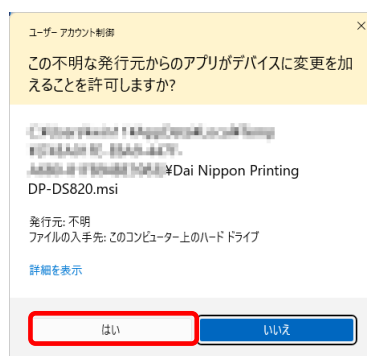 ユーザー アカウント制御
×
この不明な発行元からのアプリがデバイスに変更を加
えることを許可しますか?
¥Dai Nippon Printing
DP-DS820.msi
発行元: 不明
ファイルの入手先: このコンピューター上のハード ドライブ
詳細を表示
はい
いいえ